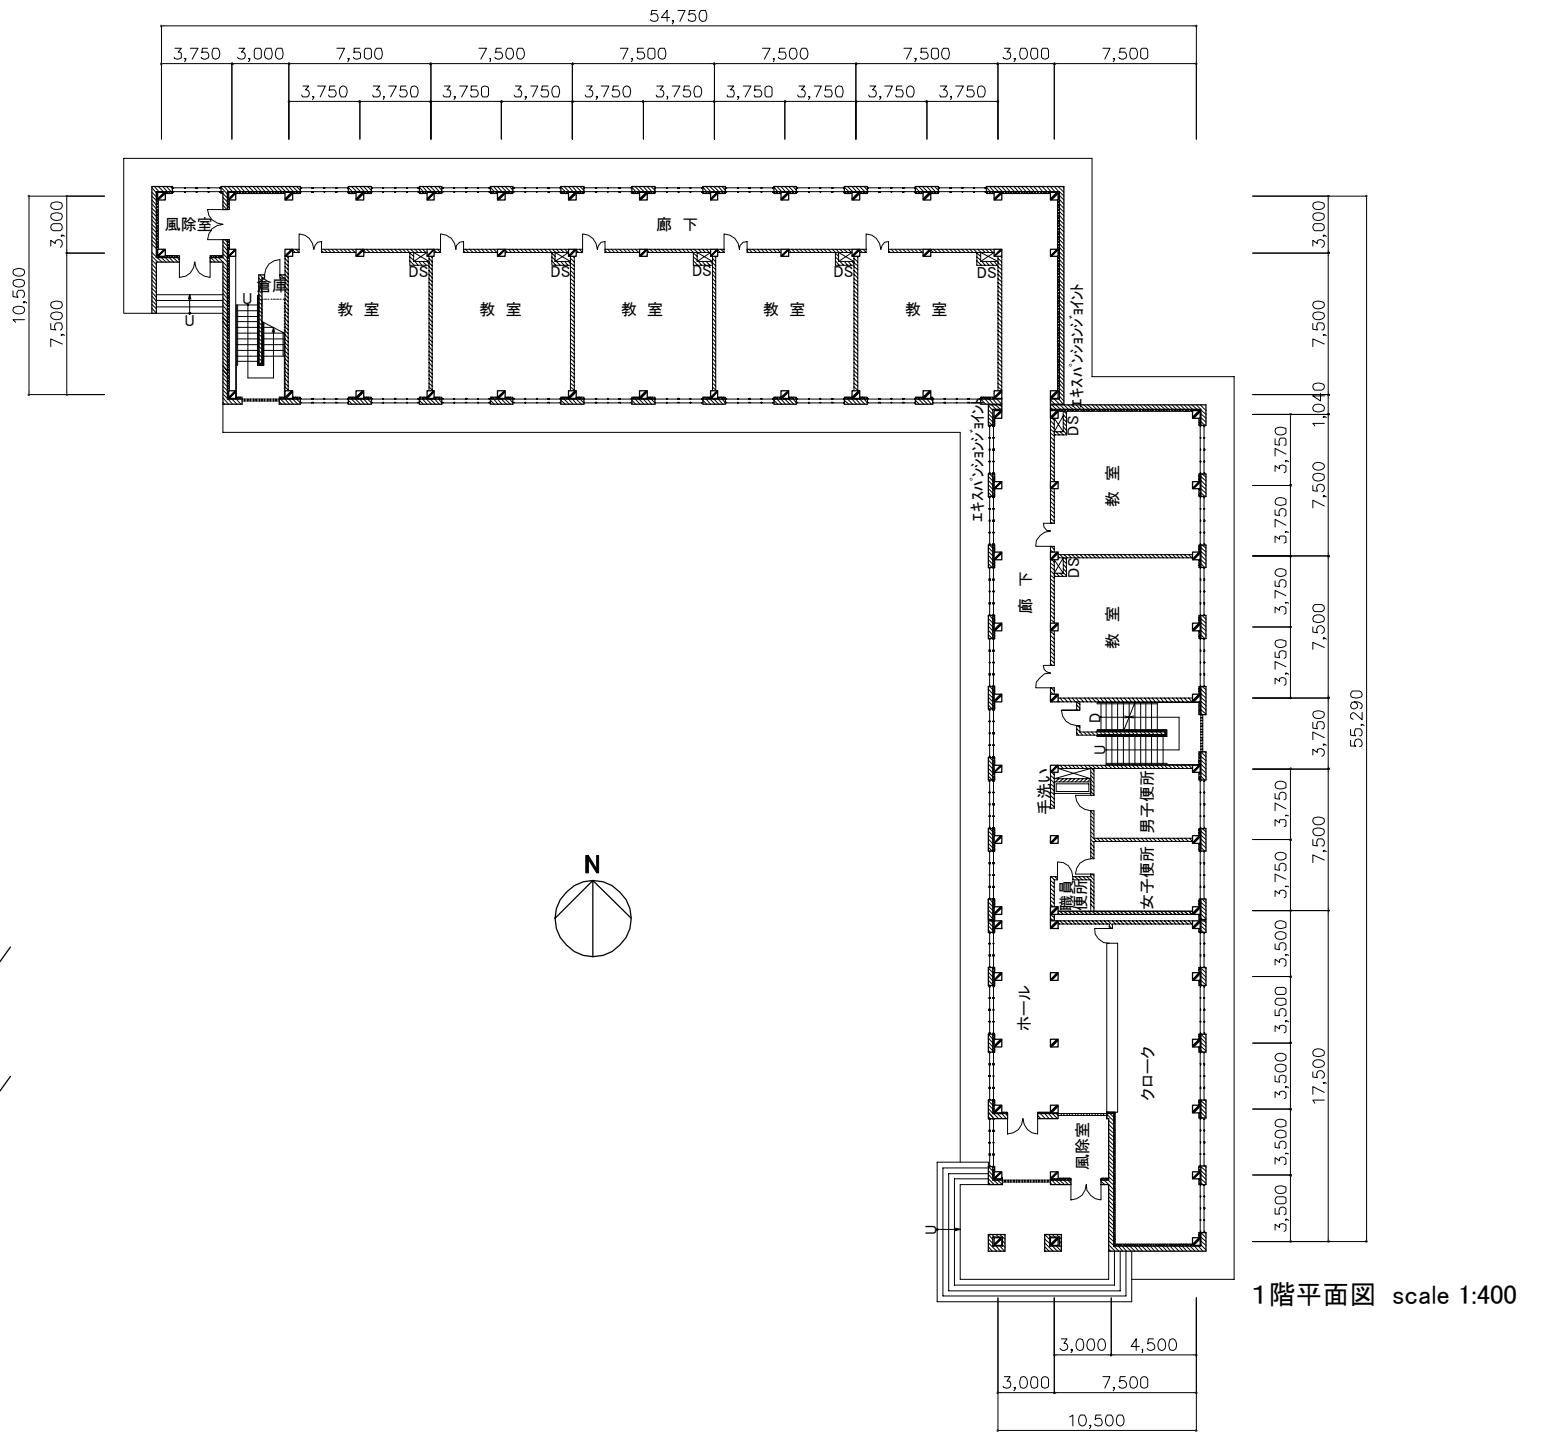 54,750
3,750 3,000 7,500 7,500 7,500 7,500 7,500 3,000 7,500
3,750 3,750 3,750 3,750 3,750 3,750 3,750 3,750 3,750 3,750
風除室
廊 下
倉庫
U
U
DS DS DS DS DS
教 室 教 室 教 室 教 室 教 室
10,500
3,000
7,500
エキスパンションジョイント
エキスパンションジョイント
DS
教 室
DS
教 室
廊 下
D
U
手洗い
男子便所
女子便所
職員
便所
ホール
クローク
風除室
U
N
3,000
7,500
1,040
7,500
7,500
3,750
7,500
17,500
3,750
3,750
3,750
3,750
3,750
3,750
3,500
3,500
3,500
3,500
3,500
55,290
1階平面図 scale 1:400
3,000 4,500
3,000 7,500
10,500